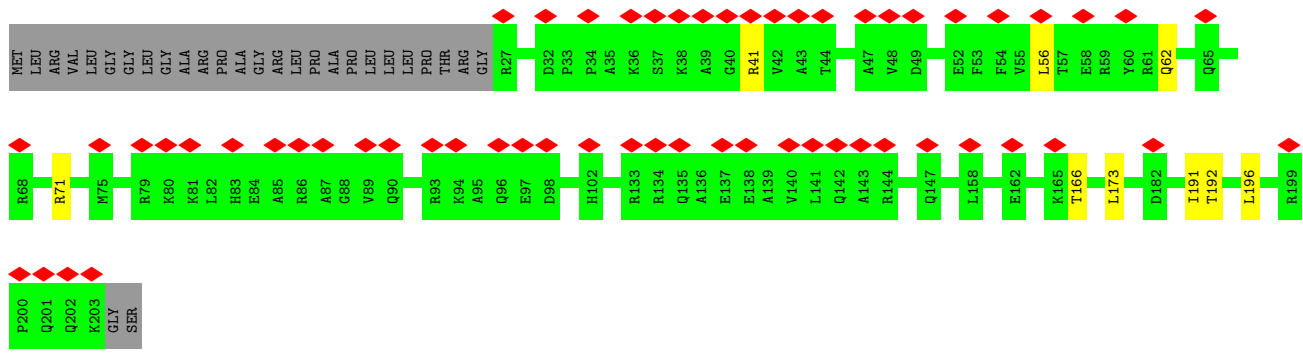 MET LEU ARG VAL LEU GLY GLY LEU GLY ALA ARG PRO ALA GLY ARG LEU PRO ALA PRO LEU LEU LEU PRO THR ARG GLY R27 D32 P33 P34 A35 K36 S37 K38 A39 G40 R41 V42 A43 T44 A47 V48 D49 E52 F53 F54 V55 L56 T57 E58 R59 Y60 R61 Q62 Q65
R68 R71 M75 R79 K80 K81 L82 H83 E84 A85 R86 A87 G88 V89 Q90 R93 K94 A95 Q96 E97 D98 H102 R133 R134 Q135 A136 E137 E138 A139 V140 L141 Q142 A143 R144 Q147 L158 E162 K165 T166 L173 D182 I191 T192 L196 R199
P200 Q201 Q202 K203 GLY SER